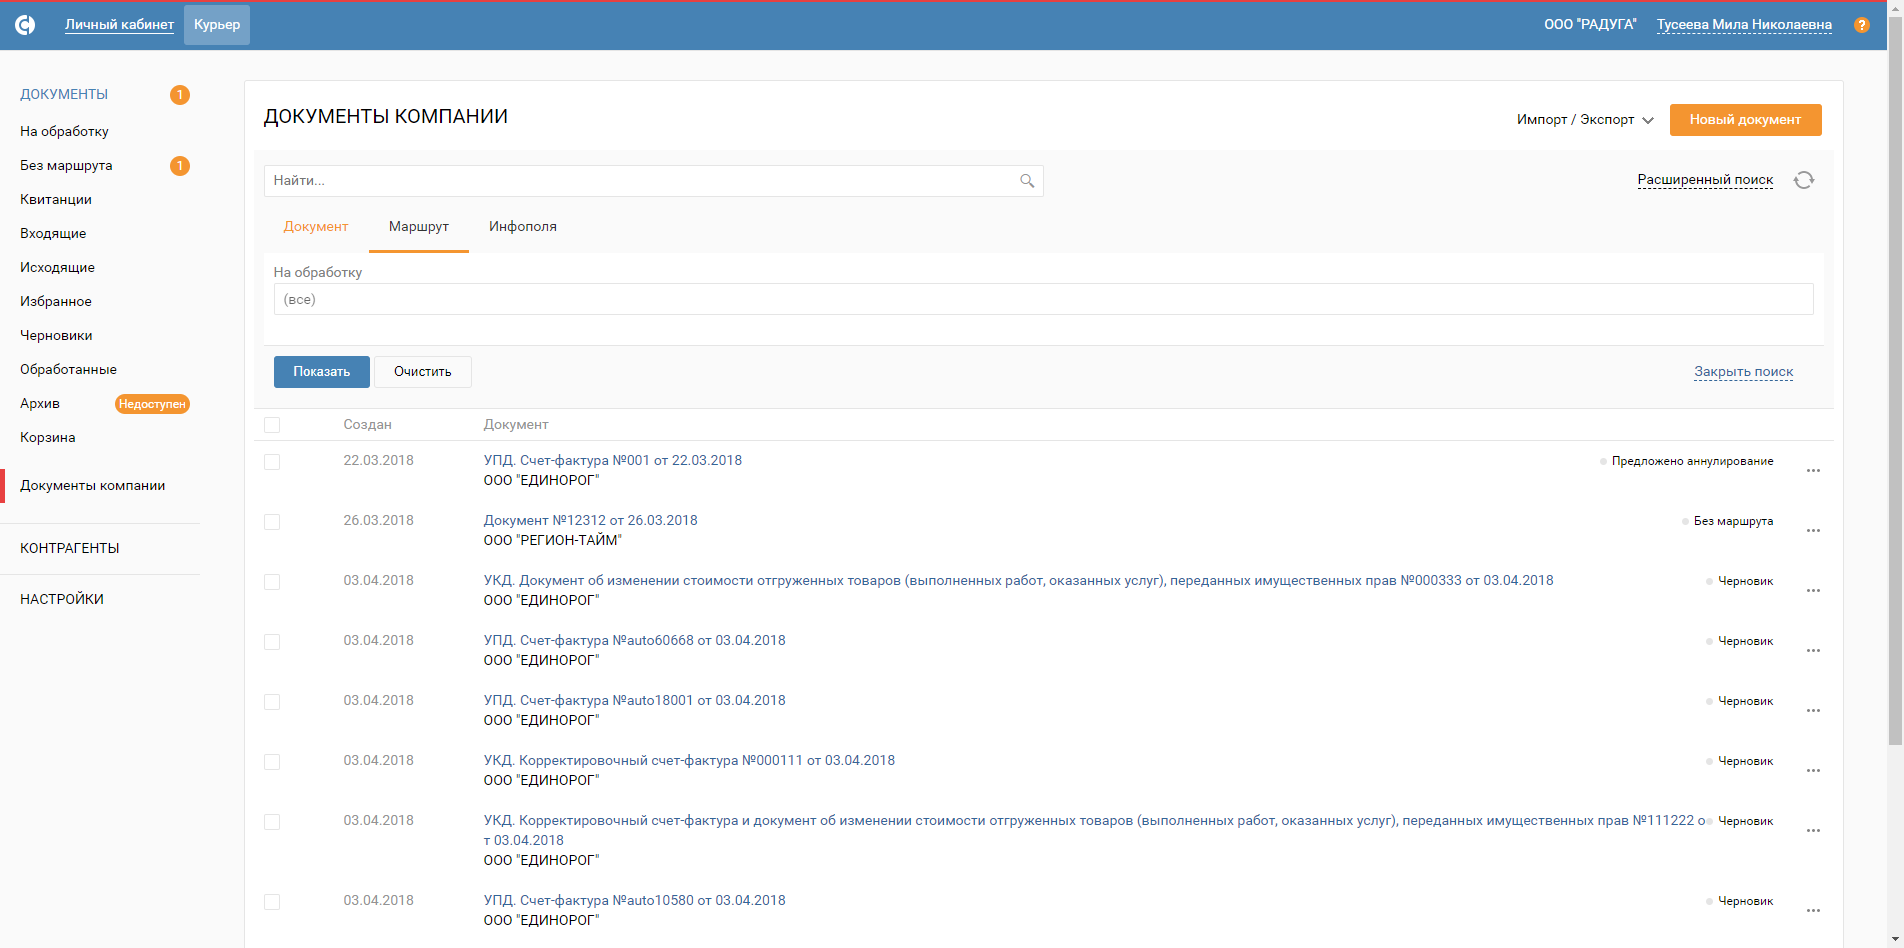 Личный кабинет Курьер ООО "РАДУГА" Тусеева Мила Николаевна ?
ДОКУМЕНТЫ 1
На обработку
Без маршрута 1
Квитанции
Входящие
Исходящие
Избранное
Черновики
Обработанные
Архив Недоступен
Корзина
Документы компании
КОНТРАГЕНТЫ
НАСТРОЙКИ
ДОКУМЕНТЫ КОМПАНИИ
Импорт / Экспорт Новый документ
Найти... Расширенный поиск
Документ Маршрут Инфополя
На обработку
(все)
Показать Очистить Закрыть поиск
Создан Документ
22.03.2018 УПД. Счет-фактура №001 от 22.03.2018 Предложено аннулирование
ООО "ЕДИНОРОГ"
26.03.2018 Документ №12312 от 26.03.2018 Без маршрута
ООО "РЕГИОН-ТАЙМ"
03.04.2018 УКД. Документ об изменении стоимости отгруженных товаров (выполненных работ, оказанных услуг), переданных имущественных прав №000333 от 03.04.2018 Черновик
ООО "ЕДИНОРОГ"
03.04.2018 УПД. Счет-фактура №auto60668 от 03.04.2018 Черновик
ООО "ЕДИНОРОГ"
03.04.2018 УПД. Счет-фактура №auto18001 от 03.04.2018 Черновик
ООО "ЕДИНОРОГ"
03.04.2018 УКД. Корректировочный счет-фактура №000111 от 03.04.2018 Черновик
ООО "ЕДИНОРОГ"
03.04.2018 УКД. Корректировочный счет-фактура и документ об изменении стоимости отгруженных товаров (выполненных работ, оказанных услуг), переданных имущественных прав №111222 о Черновик
т 03.04.2018
ООО "ЕДИНОРОГ"
03.04.2018 УПД. Счет-фактура №auto10580 от 03.04.2018 Черновик
ООО "ЕДИНОРОГ"